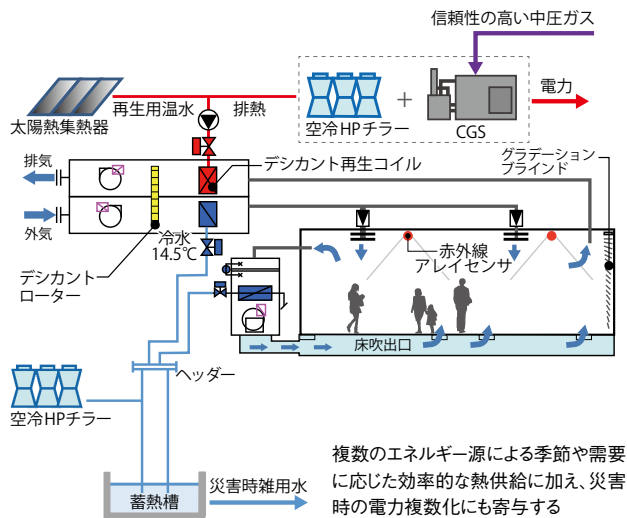 信頼性の高い中圧ガス
再生用温水
排熱
電力
太陽熱集熱器
空冷HPチラー
+
CGS
グラデーション
ブラインド
排気
デシカント再生コイル
外気
冷水
14.5℃
赤外線
アレイセンサ
デシカント
ローター
床吹出口
ヘッダー
空冷HPチラー
蓄熱槽
災害時雑用水
複数のエネルギー源による季節や需要
に応じた効率的な熱供給に加え、災害
時の電力複数化にも寄与する